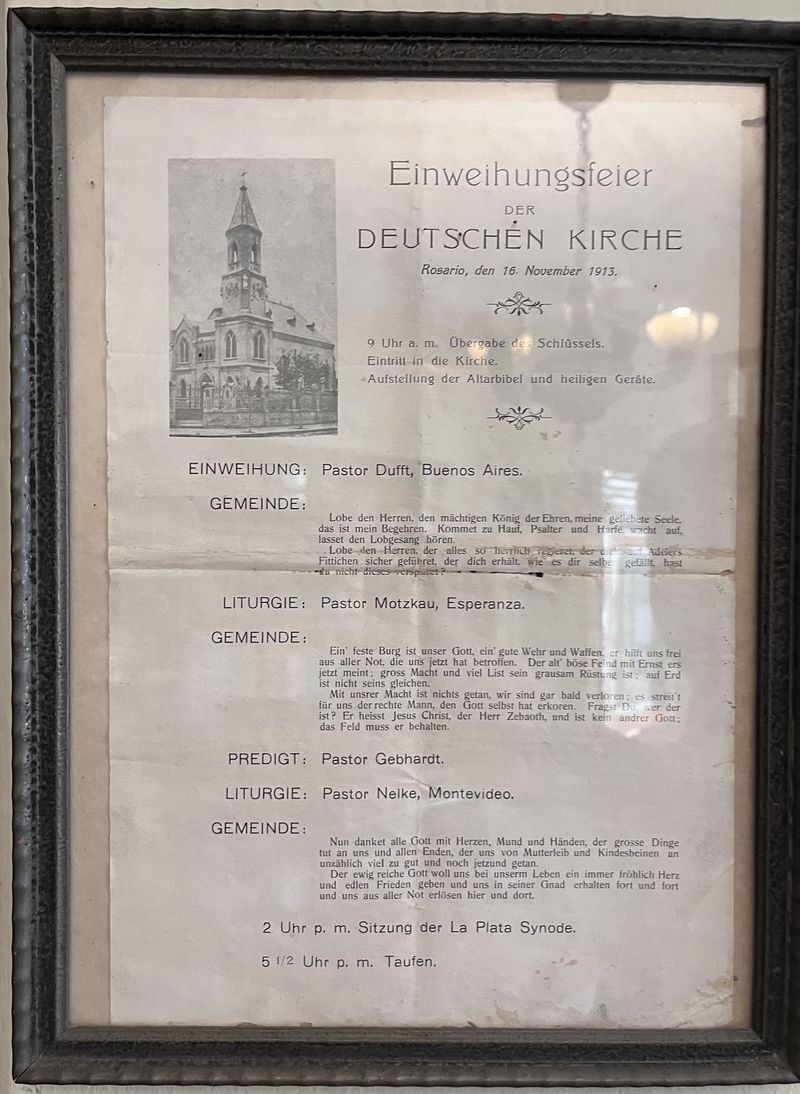 Einweihungsfeier
DER
DEUTSCHEN KIRCHE
Rosario, den 16. November 1913.
9 Uhr a. m. Übergabe des Schlüssels.
Eintritt in die Kirche.
Aufstellung der Altarbibel und heiligen Geräte.
EINWEIHUNG: Pastor Dufft, Buenos Aires.
GEMEINDE:
Lobe den Herren, den mächtigen König der Ehren, meine geliebete Seele,
das ist mein Begehren. Kommet zu Hauf, Psalter und Harfe, wacht auf,
lasset den Lobgesang hören.
Lobe den Herren, der alles so herrlich regieret, der dich auf Adelers
Fittichen sicher geführet, der dich erhält, wie es dir selber gefällt, hast
du nicht dieses verspüret?
LITURGIE: Pastor Motzkau, Esperanza.
GEMEINDE:
Ein' feste Burg ist unser Gott, ein' gute Wehr und Waffen, er hilft uns frei
aus aller Not, die uns jetzt hat betroffen. Der alt' böse Feind mit Ernst ers
jetzt meint; gross Macht und viel List sein grausam Rüstung ist; auf Erd
ist nicht seins gleichen.
Mit unsrer Macht ist nichts getan, wir sind gar bald verloren; es streit't
für uns der rechte Mann, den Gott selbst hat erkoren. Fragst Du, wer der
ist? Er heisst Jesus Christ, der Herr Zebaoth, und ist kein andrer Gott;
das Feld muss er behalten.
PREDIGT: Pastor Gebhardt.
LITURGIE: Pastor Nelke, Montevideo.
GEMEINDE:
Nun danket alle Gott mit Herzen, Mund und Händen, der grosse Dinge
tut an uns und allen Enden, der uns von Mutterleib und Kindesbeinen an
unzählich viel zu gut und noch jetzund getan.
Der ewig reiche Gott woll uns bei unserm Leben ein immer fröhlich Herz
und edlen Frieden geben und uns in seiner Gnad erhalten fort und fort
und uns aus aller Not erlösen hier und dort.
2 Uhr p. m. Sitzung der La Plata Synode.
5 1/2 Uhr p. m. Taufen.